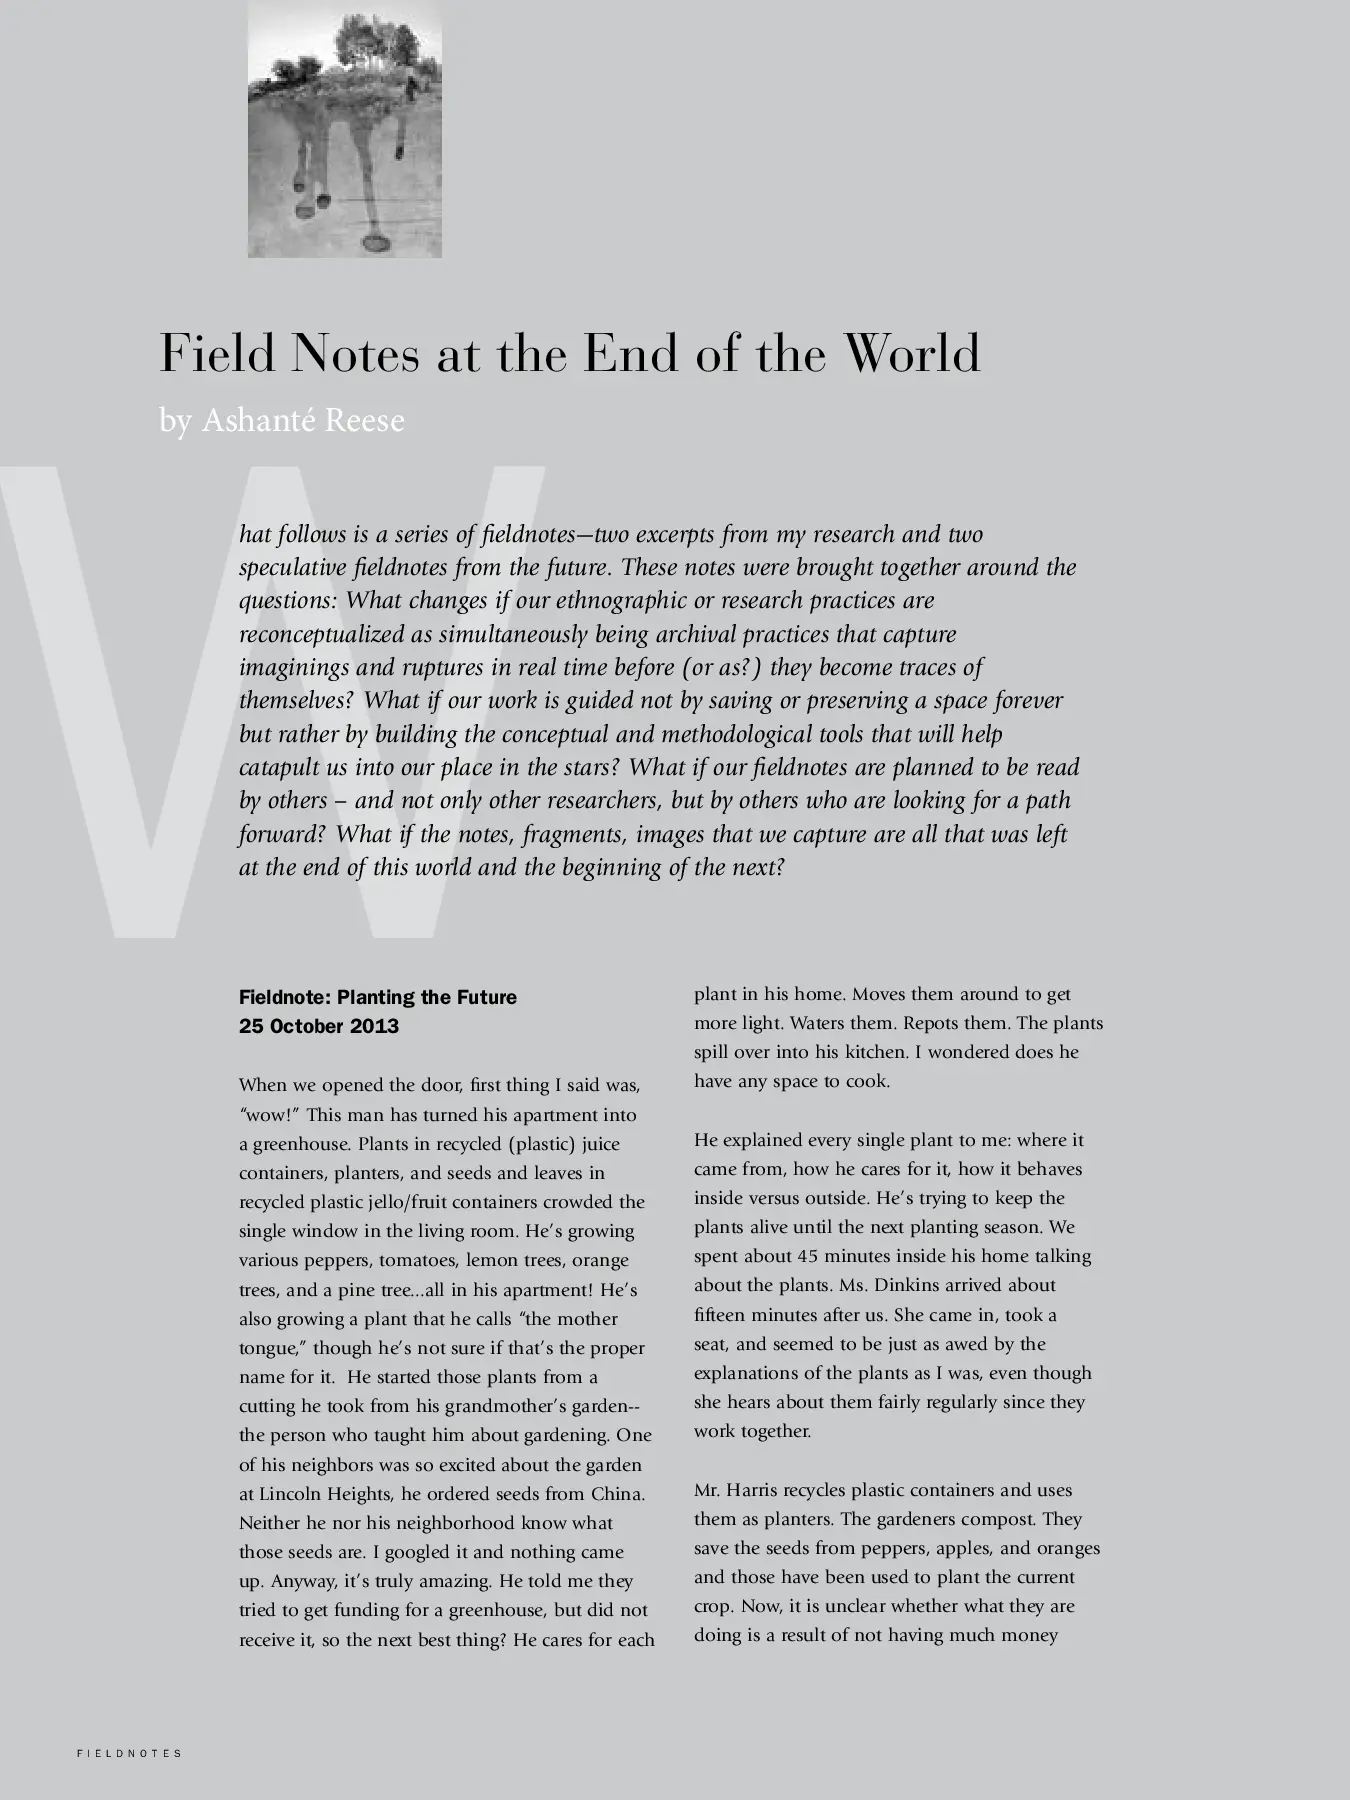 Field Notes at the End of the World
by Ashanté Reese
What follows is a series of fieldnotes—two excerpts from my research and two
speculative fieldnotes from the future. These notes were brought together around the
questions: What changes if our ethnographic or research practices are
reconceptualized as simultaneously being archival practices that capture
imaginings and ruptures in real time before (or as?) they become traces of
themselves? What if our work is guided not by saving or preserving a space forever
but rather by building the conceptual and methodological tools that will help
catapult us into our place in the stars? What if our fieldnotes are planned to be read
by others – and not only other researchers, but by others who are looking for a path
forward? What if the notes, fragments, images that we capture are all that was left
at the end of this world and the beginning of the next?
Fieldnote: Planting the Future
25 October 2013
When we opened the door, first thing I said was,
“wow!” This man has turned his apartment into
a greenhouse. Plants in recycled (plastic) juice
containers, planters, and seeds and leaves in
recycled plastic jello/fruit containers crowded the
single window in the living room. He’s growing
various peppers, tomatoes, lemon trees, orange
trees, and a pine tree...all in his apartment! He’s
also growing a plant that he calls “the mother
tongue,” though he’s not sure if that’s the proper
name for it.  He started those plants from a
cutting he took from his grandmother’s garden--
the person who taught him about gardening. One
of his neighbors was so excited about the garden
at Lincoln Heights, he ordered seeds from China.
Neither he nor his neighborhood know what
those seeds are. I googled it and nothing came
up. Anyway, it’s truly amazing. He told me they
tried to get funding for a greenhouse, but did not
receive it, so the next best thing? He cares for each
plant in his home. Moves them around to get
more light. Waters them. Repots them. The plants
spill over into his kitchen. I wondered does he
have any space to cook.
He explained every single plant to me: where it
came from, how he cares for it, how it behaves
inside versus outside. He’s trying to keep the
plants alive until the next planting season. We
spent about 45 minutes inside his home talking
about the plants. Ms. Dinkins arrived about
fifteen minutes after us. She came in, took a
seat, and seemed to be just as awed by the
explanations of the plants as I was, even though
she hears about them fairly regularly since they
work together.
Mr. Harris recycles plastic containers and uses
them as planters. The gardeners compost. They
save the seeds from peppers, apples, and oranges
and those have been used to plant the current
crop. Now, it is unclear whether what they are
doing is a result of not having much money
FIELDNOTES